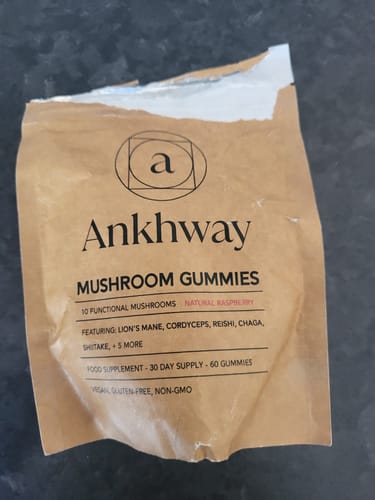 a
Ankhway
MUSHROOM GUMMIES
10 FUNCTIONAL MUSHROOMS NATURAL RASPBERRY
FEATURING: LION'S MANE, CORDYCEPS, REISHI, CHAGA,
SHIITAKE, + 5 MORE
FOOD SUPPLEMENT - 30 DAY SUPPLY - 60 GUMMIES
VEGAN, GLUTEN-FREE, NON-GMO